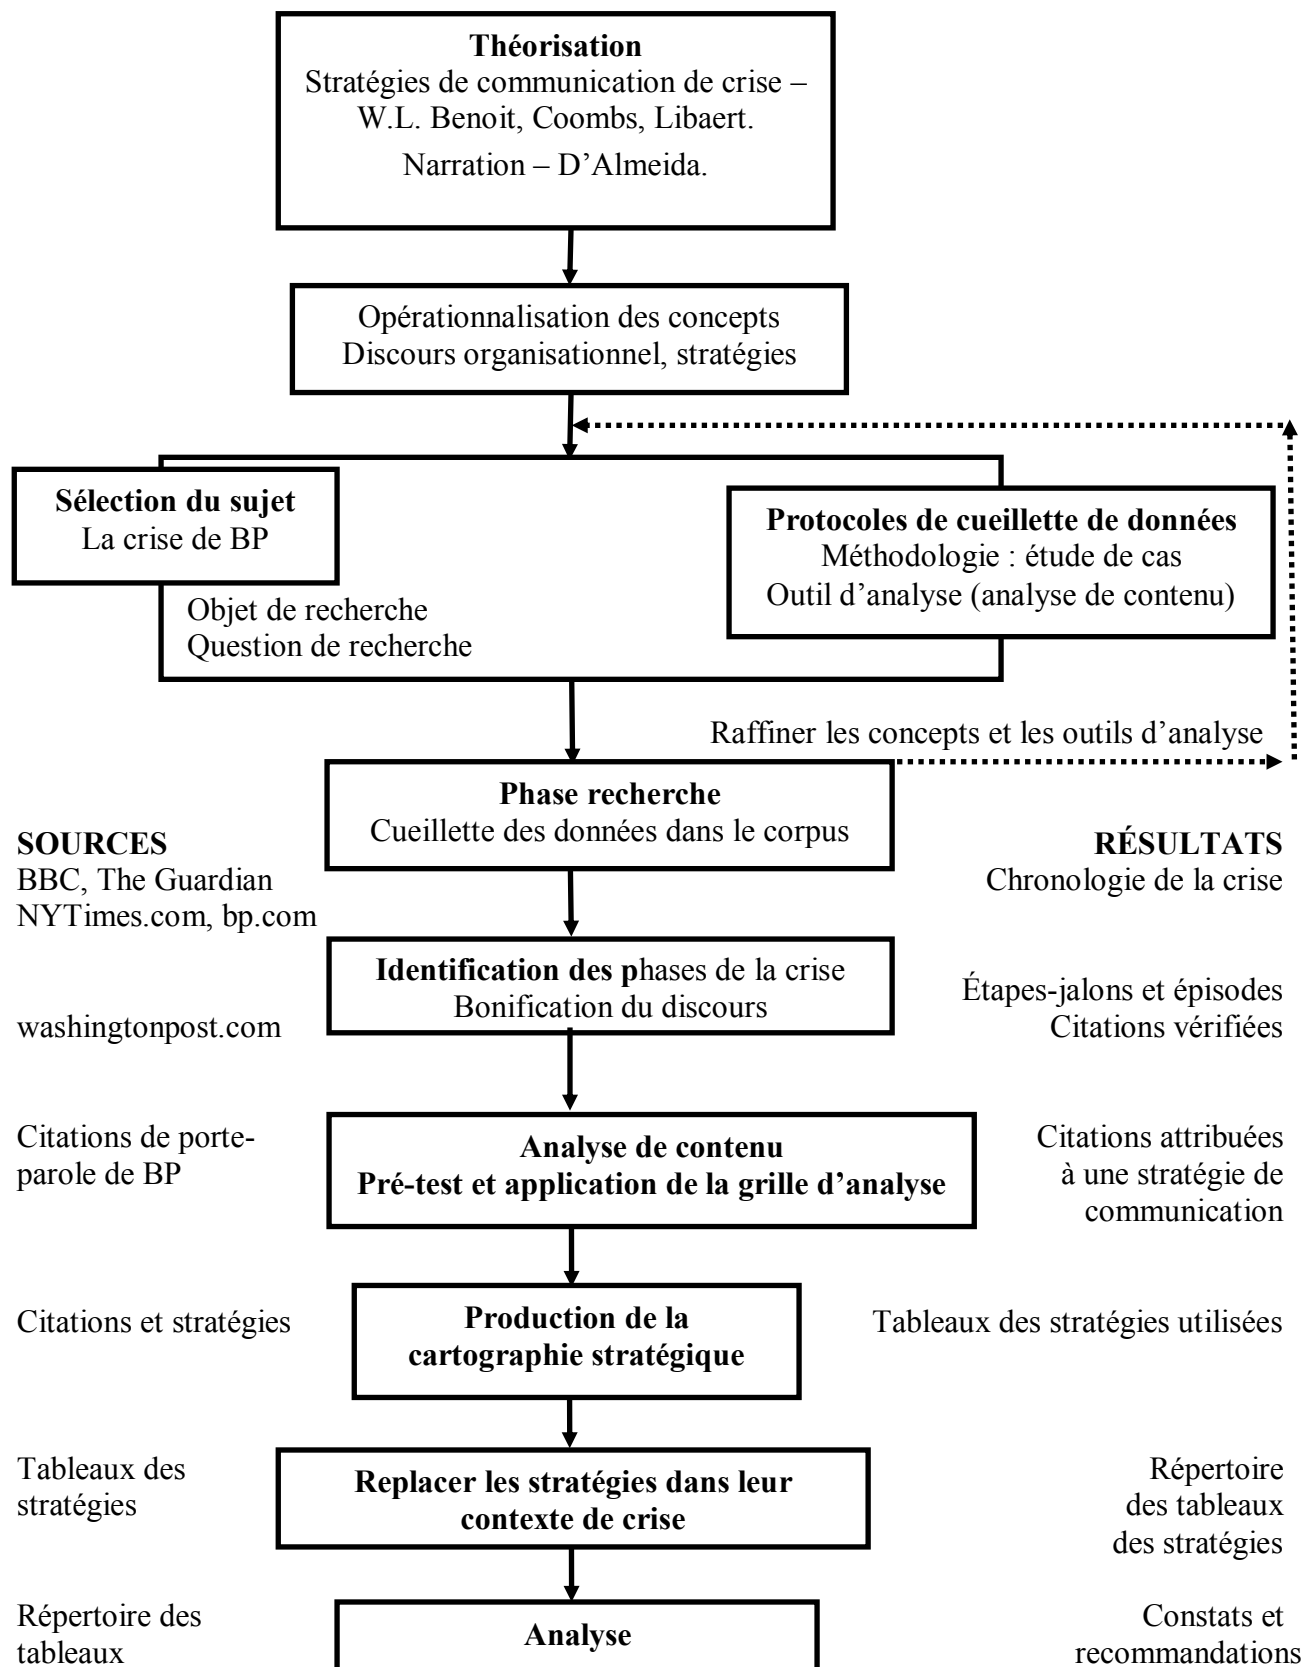 Théorisation
Stratégies de communication de crise –
W.L. Benoit, Coombs, Libaert.
Narration – D’Almeida.
Opérationnalisation des concepts
Discours organisationnel, stratégies
Sélection du sujet
La crise de BP
Protocoles de cueillette de données
Méthodologie : étude de cas
Outil d’analyse (analyse de contenu)
Objet de recherche
Question de recherche
Raffiner les concepts et les outils d’analyse
Phase recherche
Cueillette des données dans le corpus
SOURCES
BBC, The Guardian
NYTimes.com, bp.com
RÉSULTATS
Chronologie de la crise
Identification des phases de la crise
Bonification du discours
washingtonpost.com
Étapes-jalons et épisodes
Citations vérifiées
Citations de porte-
parole de BP
Analyse de contenu
Pré-test et application de la grille d’analyse
Citations attribuées
à une stratégie de
communication
Citations et stratégies
Production de la
cartographie stratégique
Tableaux des stratégies utilisées
Tableaux des
stratégies
Replacer les stratégies dans leur
contexte de crise
Répertoire
des tableaux
des stratégies
Répertoire des
tableaux
Analyse
Constats et
recommandations